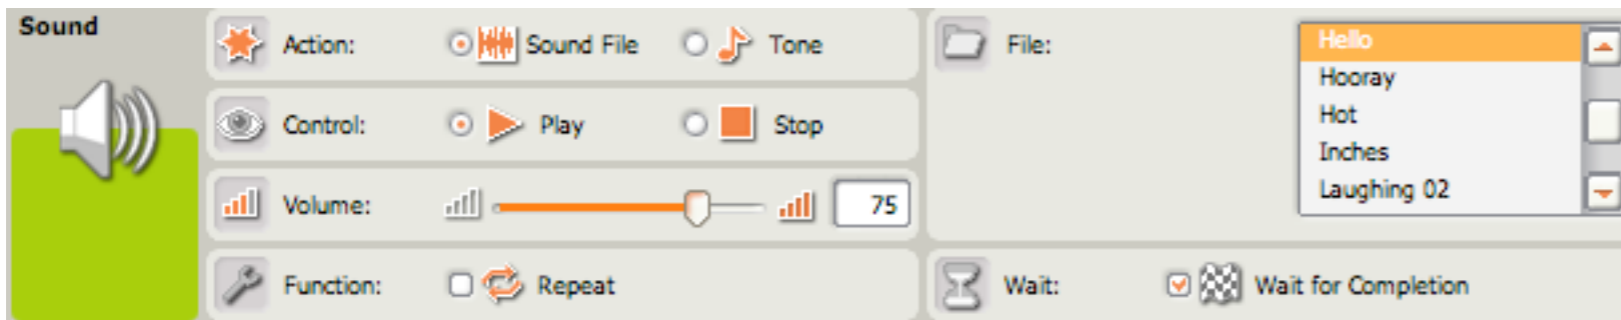 Sound
Action: Sound File Tone
Control: Play Stop
Volume: 75
Function: Repeat
File:
Hello
Hooray
Hot
Inches
Laughing 02
Wait: Wait for Completion